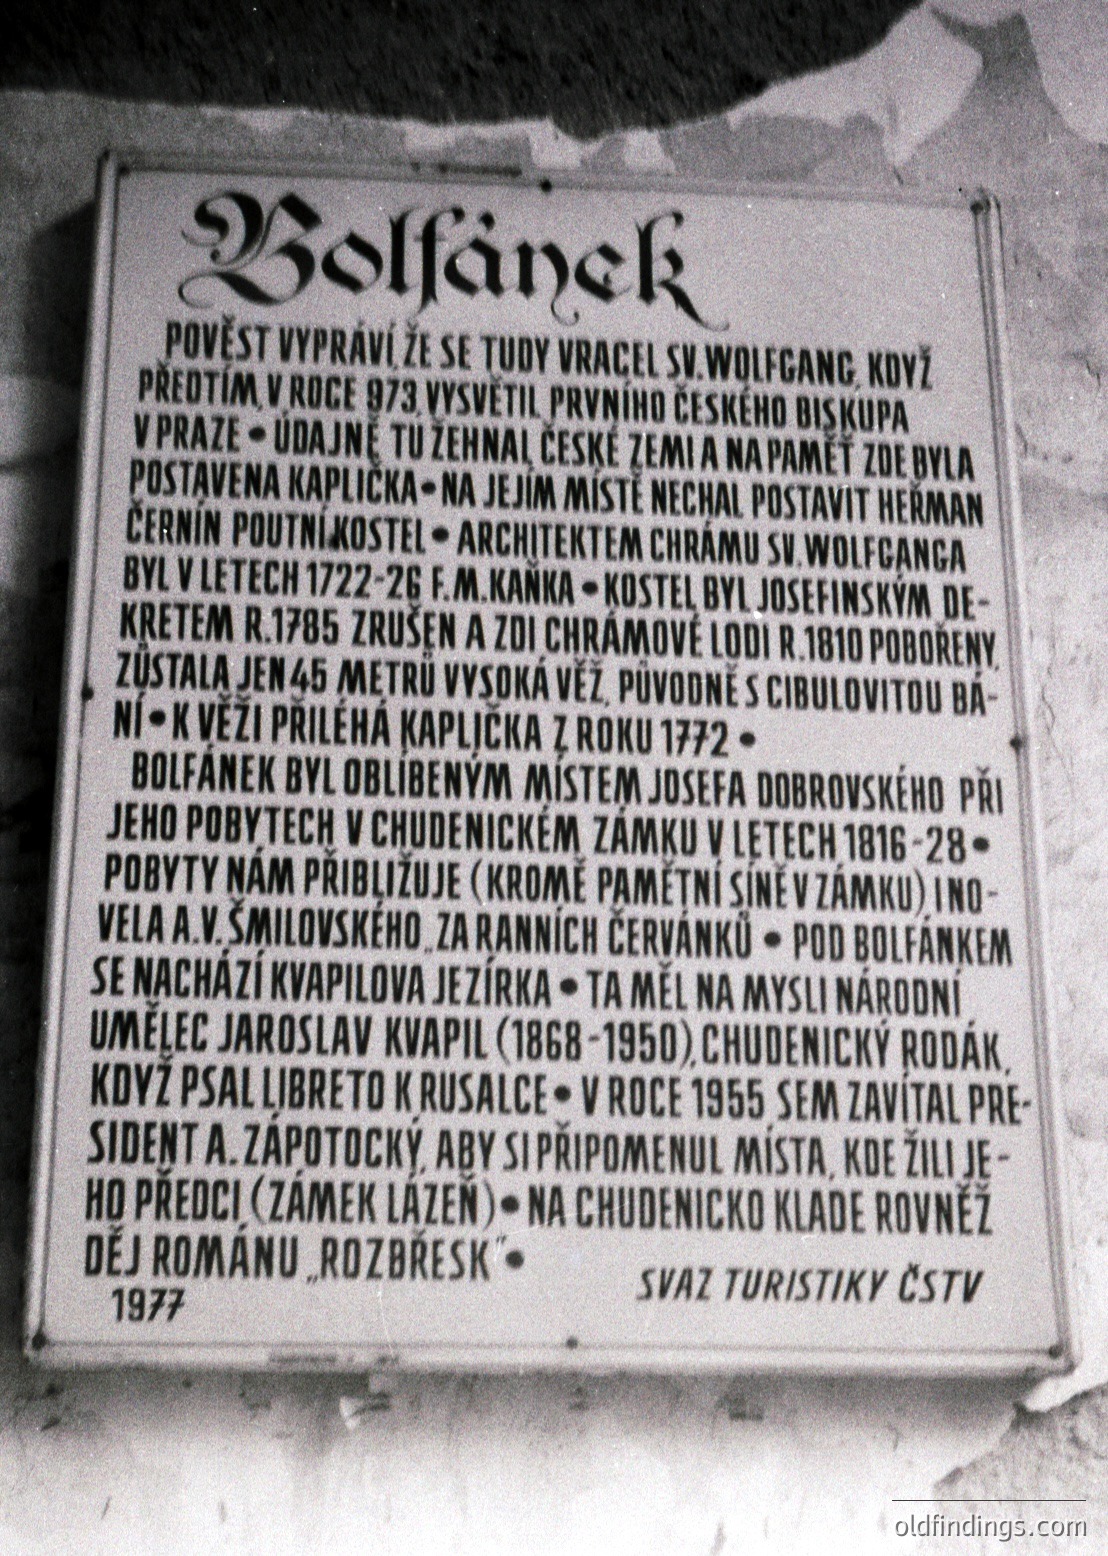 Bolfánek
POVĚST VYPRÁVÍ, ŽE SE TUDY VRACEL SV. WOLFGANG, KDYŽ
PŘEDTÍM, V ROCE 973, VYSVĚTIL PRVNÍHO ČESKÉHO BISKUPA
V PRAZE • ÚDAJNĚ TU ŽEHNAL ČESKÉ ZEMI A NA PAMĚŤ ZDE BYLA
POSTAVENA KAPLIČKA • NA JEJÍM MÍSTĚ NECHAL POSTAVIT HEŘMAN
ČERNÍN POUTNÍ KOSTEL • ARCHITEKTEM CHRÁMU SV. WOLFGANGA
BYL V LETECH 1722-26 F.M. KAŇKA • KOSTEL BYL JOSEFINSKÝM DE-
KRETEM R. 1785 ZRUŠEN A ZDI CHRÁMOVÉ LODI R. 1810 POBOŘENY,
ZŮSTALA JEN 45 METRŮ VYSOKÁ VĚŽ, PŮVODNĚ S CIBULOVITOU BÁ-
NÍ • K VĚŽI PŘILÉHÁ KAPLIČKA Z ROKU 1772 •
BOLFÁNEK BYL OBLÍBENÝM MÍSTEM JOSEFA DOBROVSKÉHO PŘI
JEHO POBYTECH V CHUDENICKÉM ZÁMKU V LETECH 1816-28 •
POBYTY NÁM PŘIBLIŽUJE (KROMĚ PAMĚTNÍ SÍNĚ V ZÁMKU) I NO-
VELA A.V. ŠMILOVSKÉHO „ZA RANNÍCH ČERVÁNKŮ • POD BOLFÁNKEM
SE NACHÁZÍ KVAPILOVA JEZÍRKA • TA MĚL NA MYSLI NÁRODNÍ
UMĚLEC JAROSLAV KVAPIL (1868-1950), CHUDENICKÝ RODÁK,
KDYŽ PSAL LIBRETO K RUSALCE • V ROCE 1955 SEM ZAVÍTAL PRE-
SIDENT A. ZÁPOTOCKÝ, ABY SI PŘIPOMENUL MÍSTA, KDE ŽILI JE-
HO PŘEDCI (ZÁMEK LÁZEŇ) • NA CHUDENICKO KLADE ROVNĚŽ
DĚJ ROMÁNU „ROZBŘESK" •
SVAZ TURISTIKY ČSTV
1977
oldfindings.com